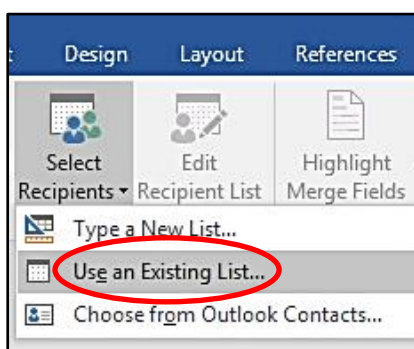 Design Layout References
Select Edit Highlight
Recipients Recipient List Merge Fields
Type a New List...
Use an Existing List...
Choose from Outlook Contacts...